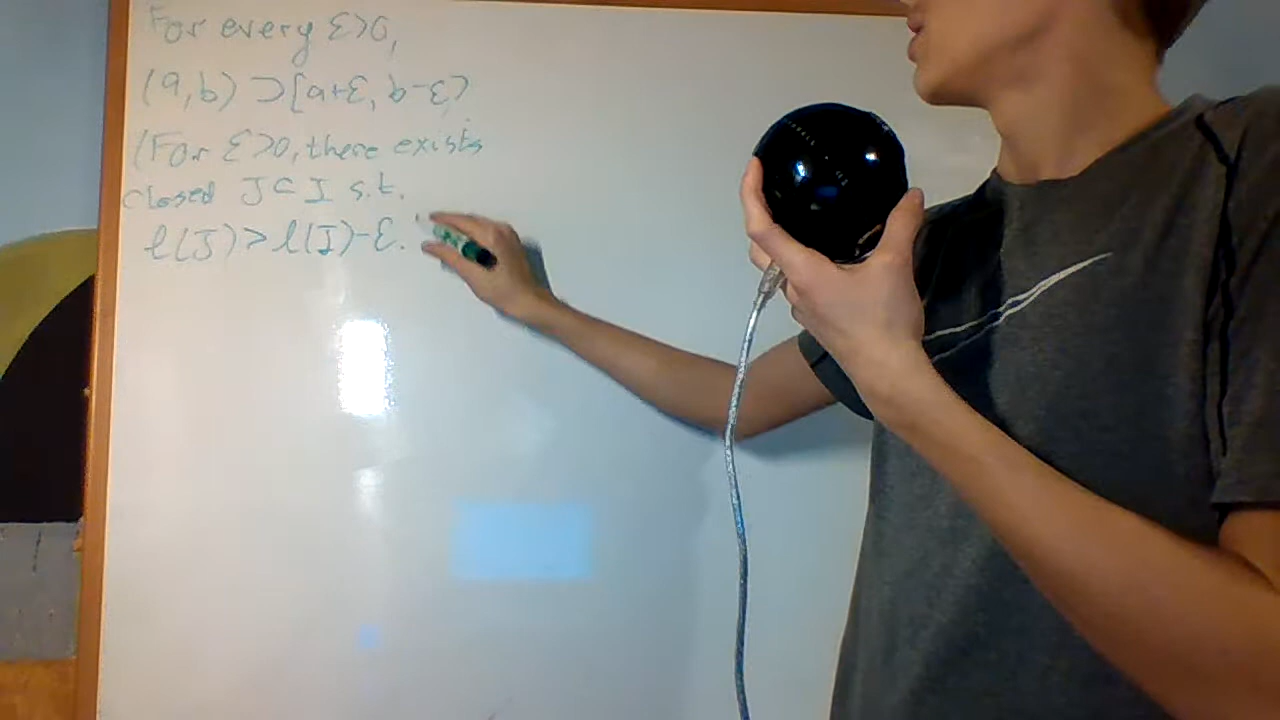 For every ε>0,
(a,b) ⊃ [a+ε, b-ε)
(For ε>0, there exists
closed J⊂I s.t.
ℓ(J)>ℓ(I)-ε.